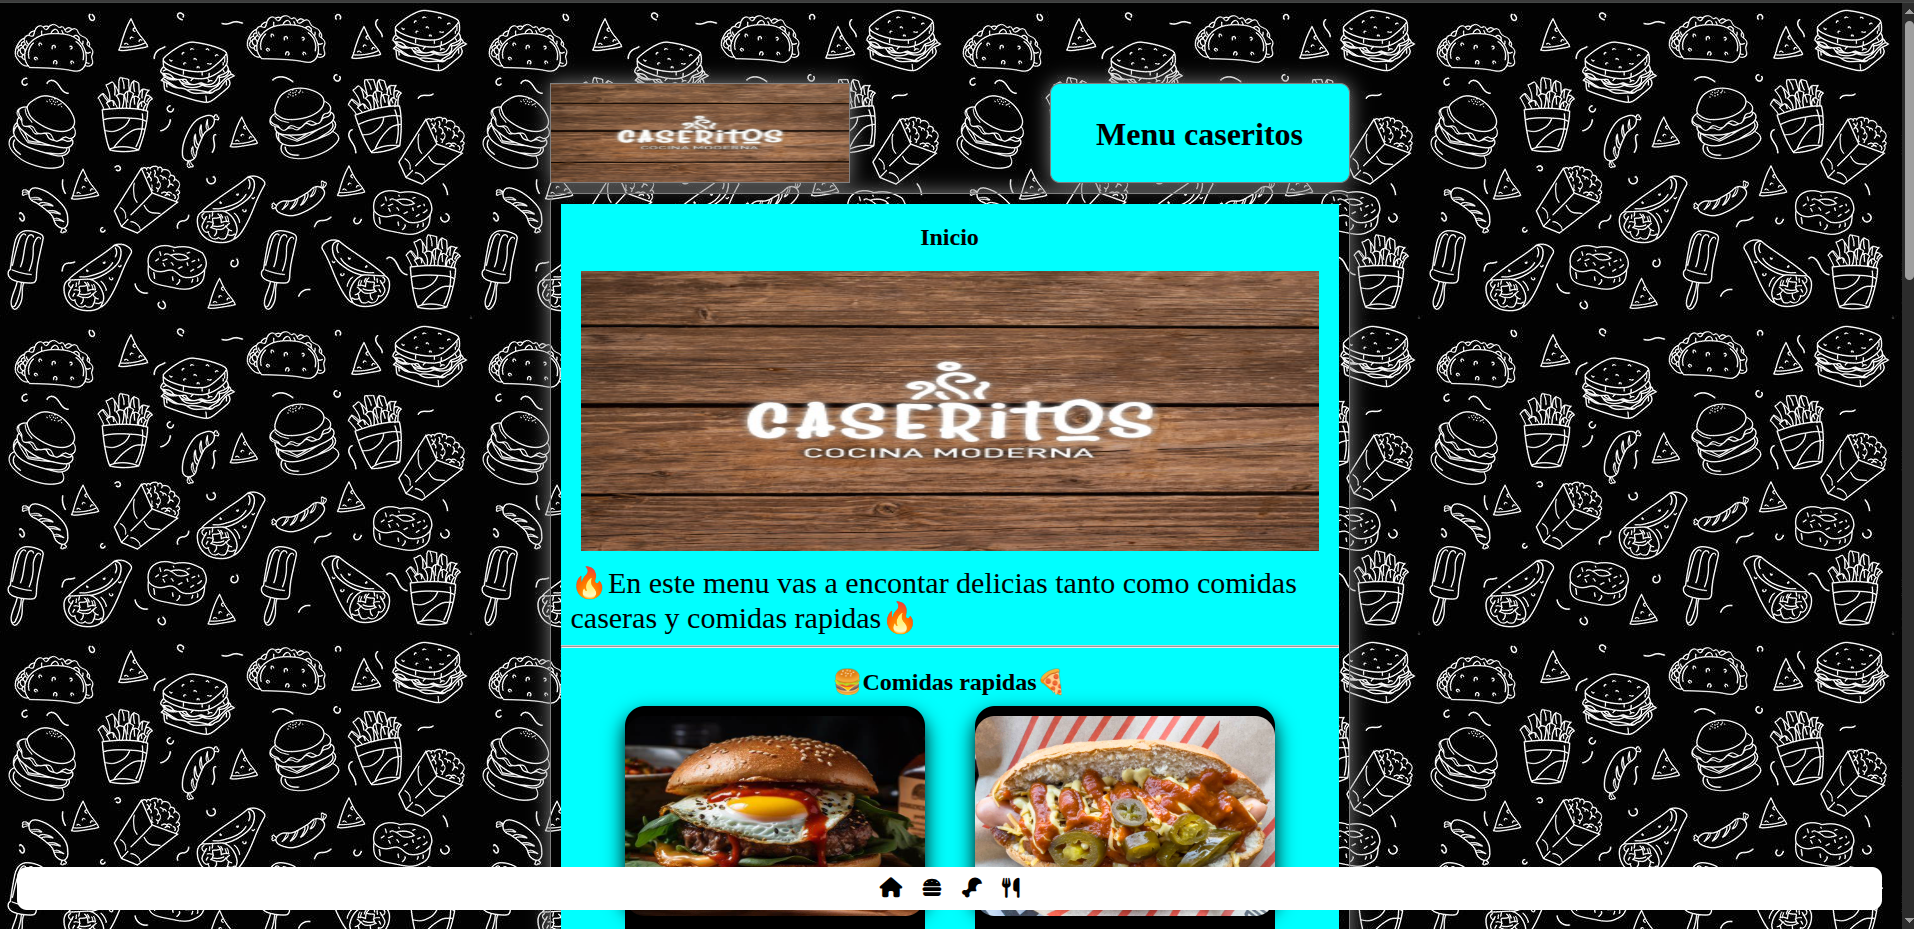 CASERITOS
COCINA MODERNA
Menu caseritos
Inicio
CASERITOS
COCINA MODERNA
🔥En este menu vas a encontar delicias tanto como comidas
caseras y comidas rapidas🔥
🍔Comidas rapidas🍕